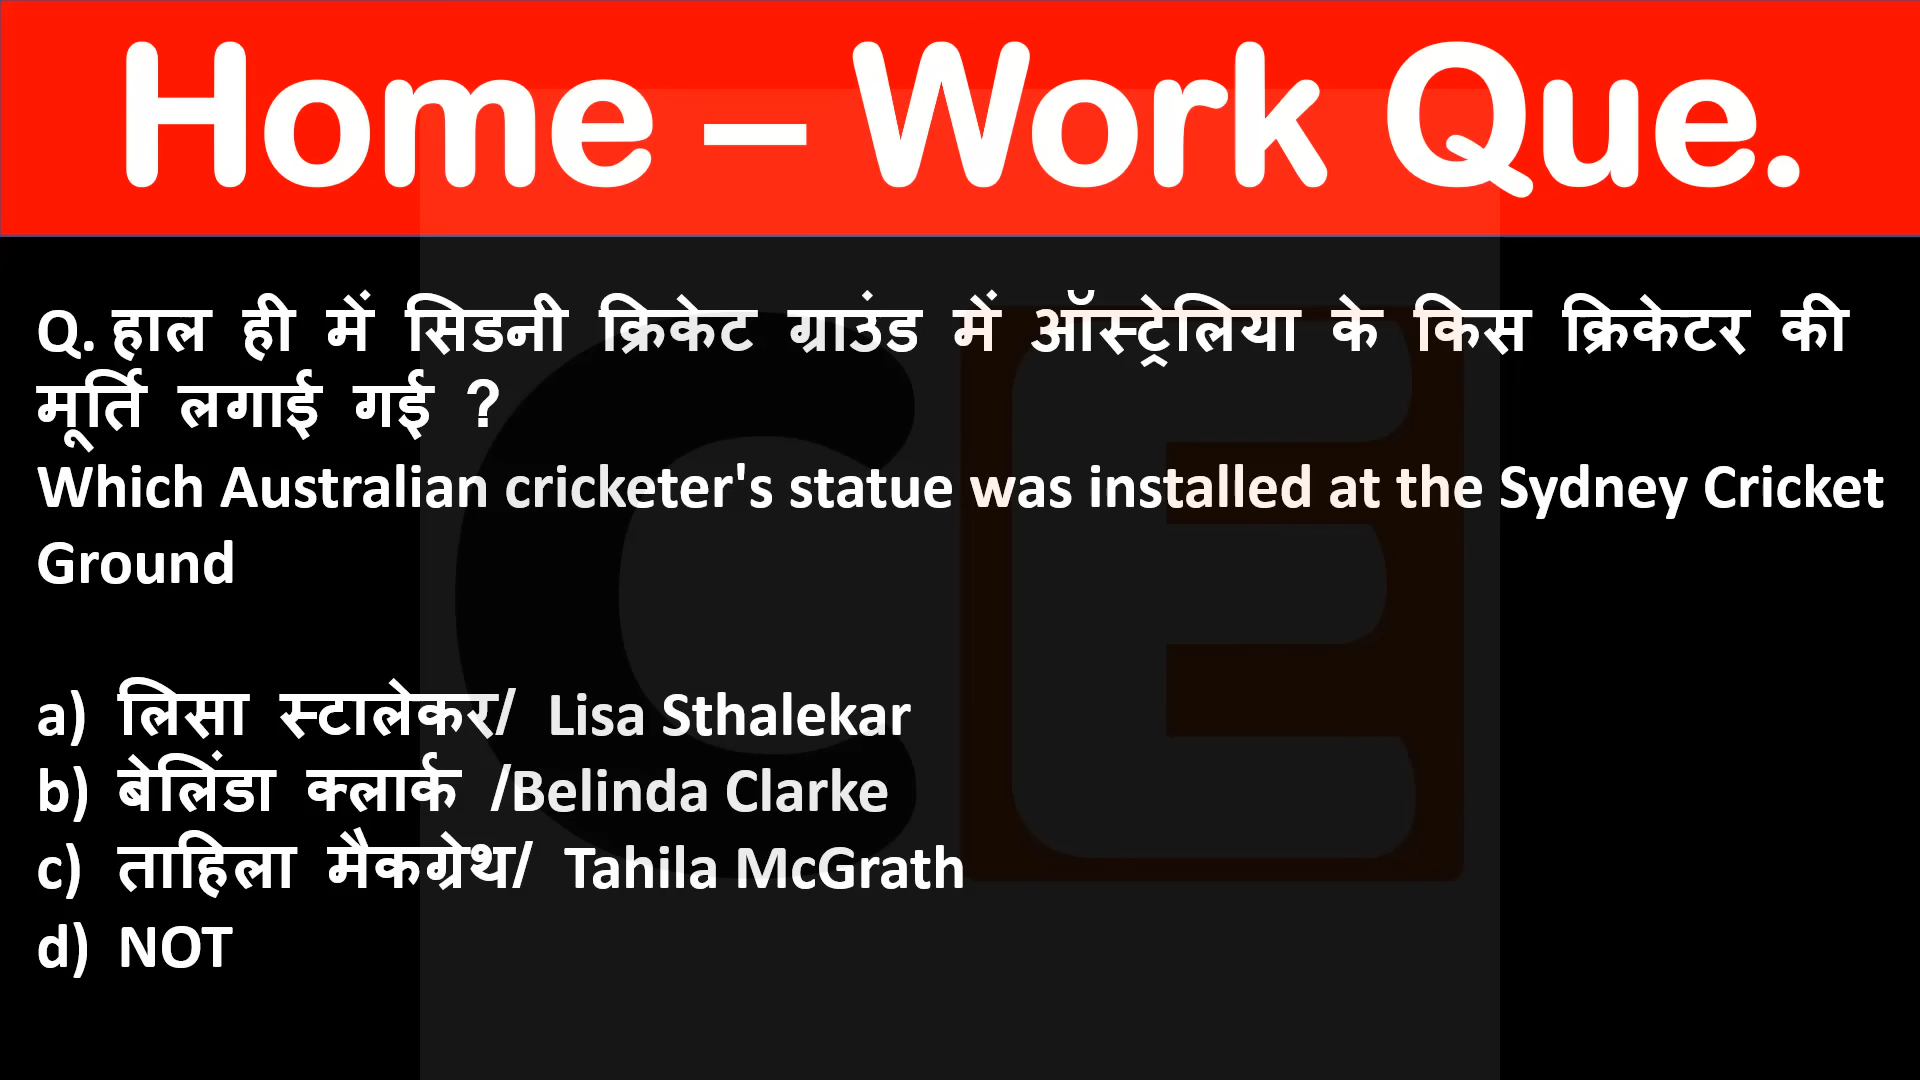 Home – Work Que.
Q. हाल ही में सिडनी क्रिकेट ग्राउंड में ऑस्ट्रेलिया के किस क्रिकेटर की
मूर्ति लगाई गई ?
Which Australian cricketer's statue was installed at the Sydney Cricket
Ground
a) लिसा स्टालेकर/ Lisa Sthalekar
b) बेलिंडा क्लार्क /Belinda Clarke
c) ताहिला मैकग्रेथ/ Tahila McGrath
d) NOT
CE